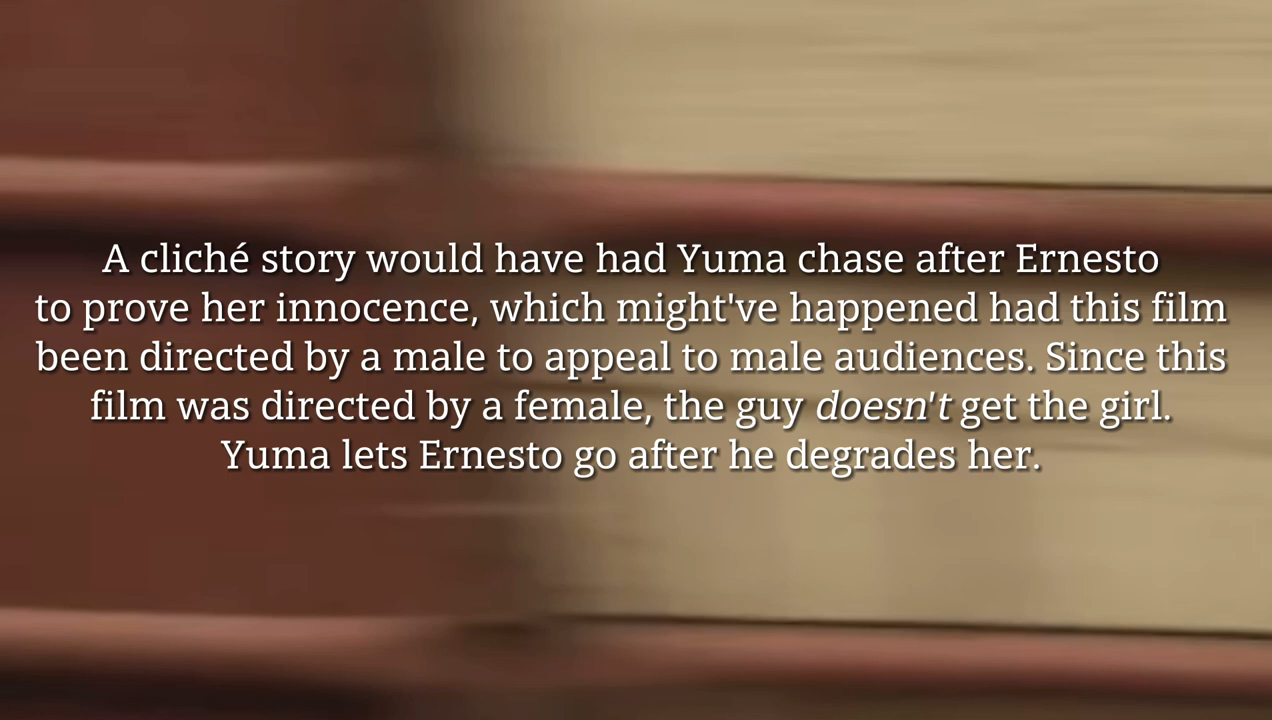 A cliché story would have had Yuma chase after Ernesto
to prove her innocence, which might've happened had this film
been directed by a male to appeal to male audiences. Since this
film was directed by a female, the guy doesn't get the girl.
Yuma lets Ernesto go after he degrades her.